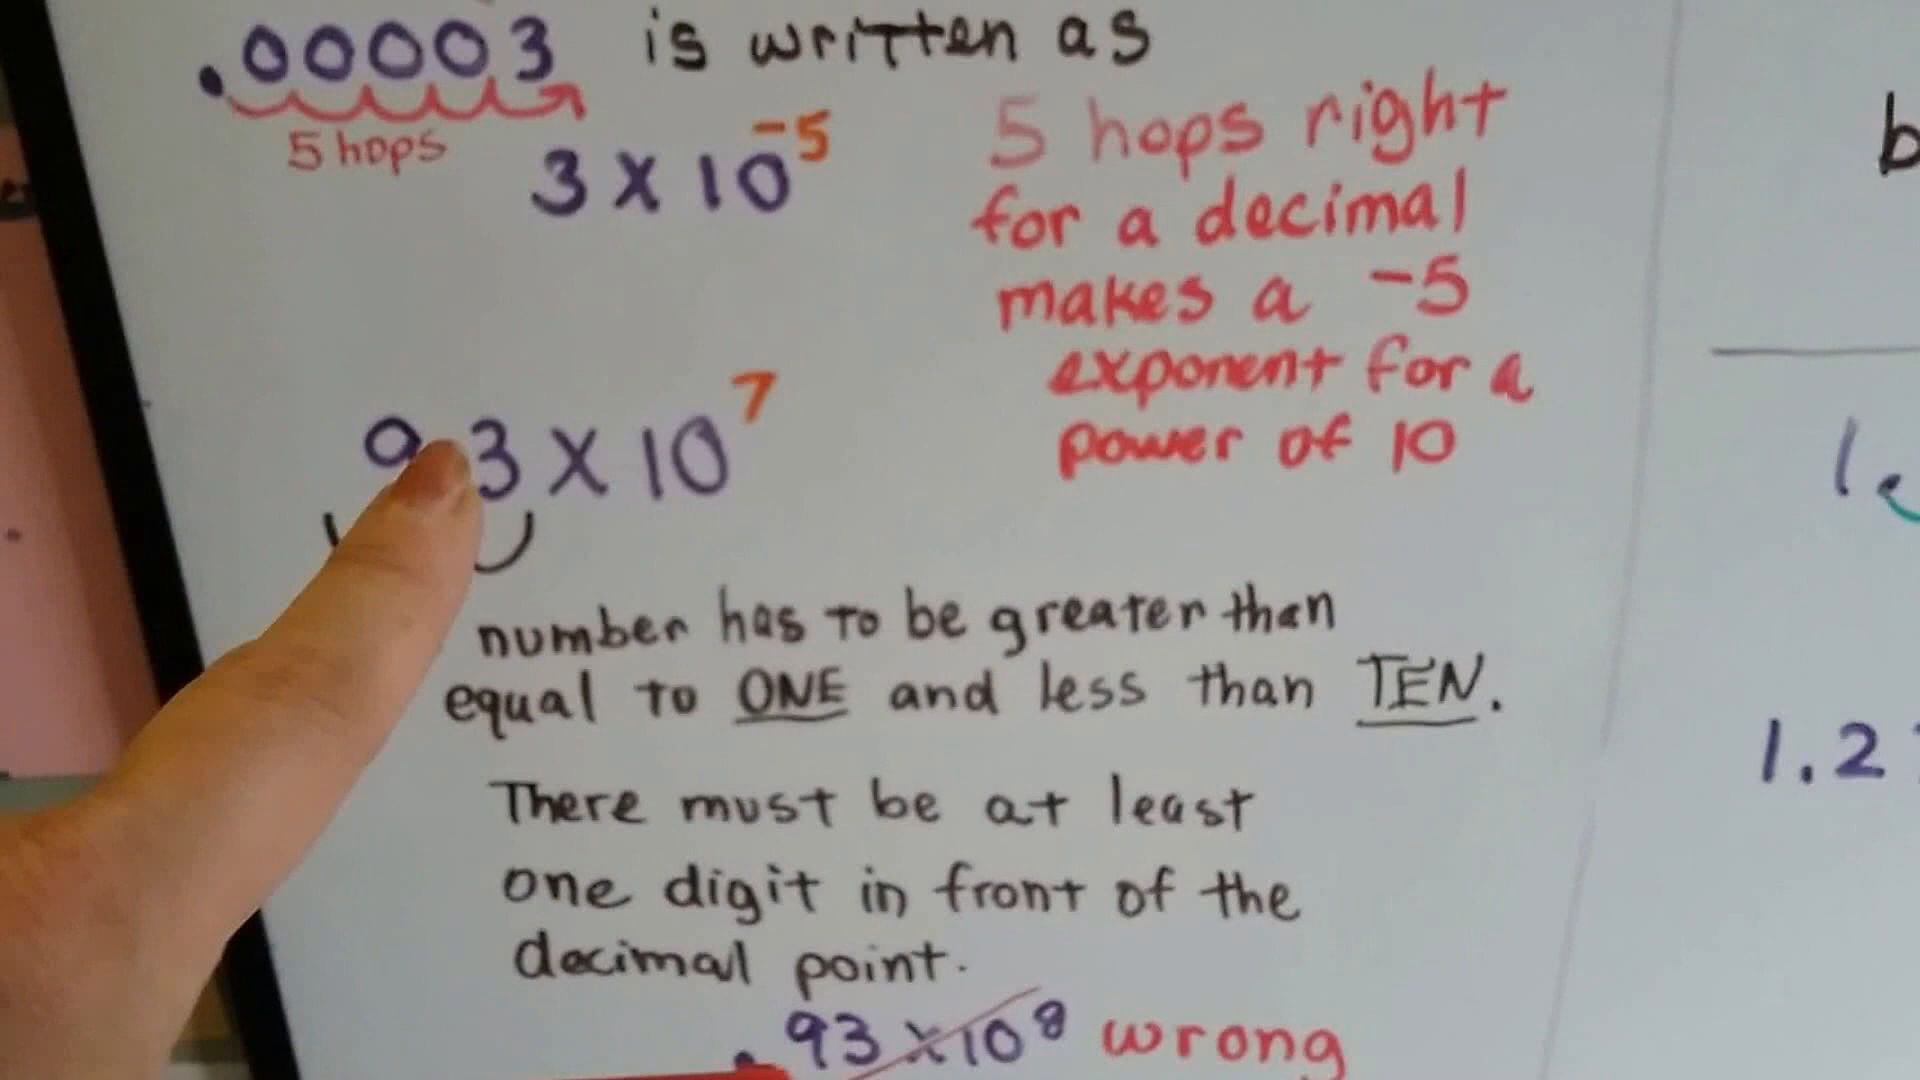 .00003 is written as
5 hops
3 x 10⁻⁵
5 hops right
for a decimal
makes a -5
exponent for a
power of 10
9 3 x 10⁷
number has to be greater than
equal to ONE and less than TEN.
There must be at least
one digit in front of the
decimal point.
.93 x 10⁸ wrong
b
1.
1.2